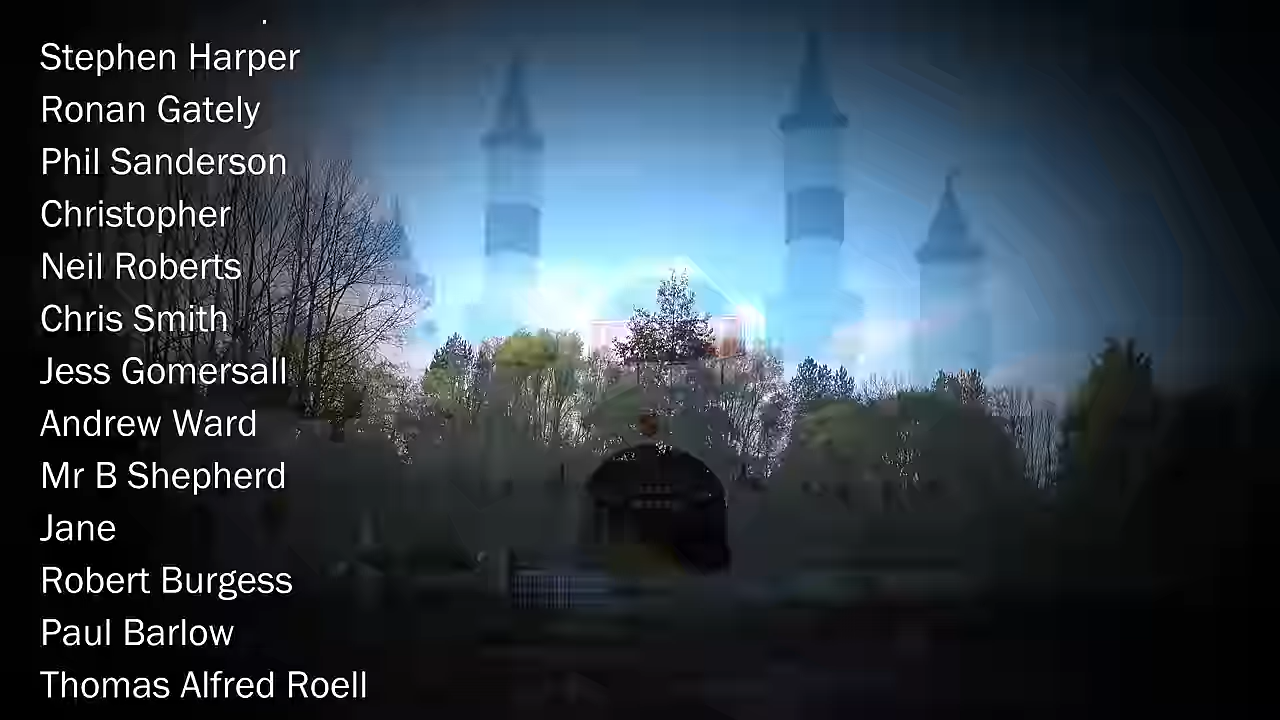 Stephen Harper
Ronan Gately
Phil Sanderson
Christopher
Neil Roberts
Chris Smith
Jess Gomersall
Andrew Ward
Mr B Shepherd
Jane
Robert Burgess
Paul Barlow
Thomas Alfred Roell